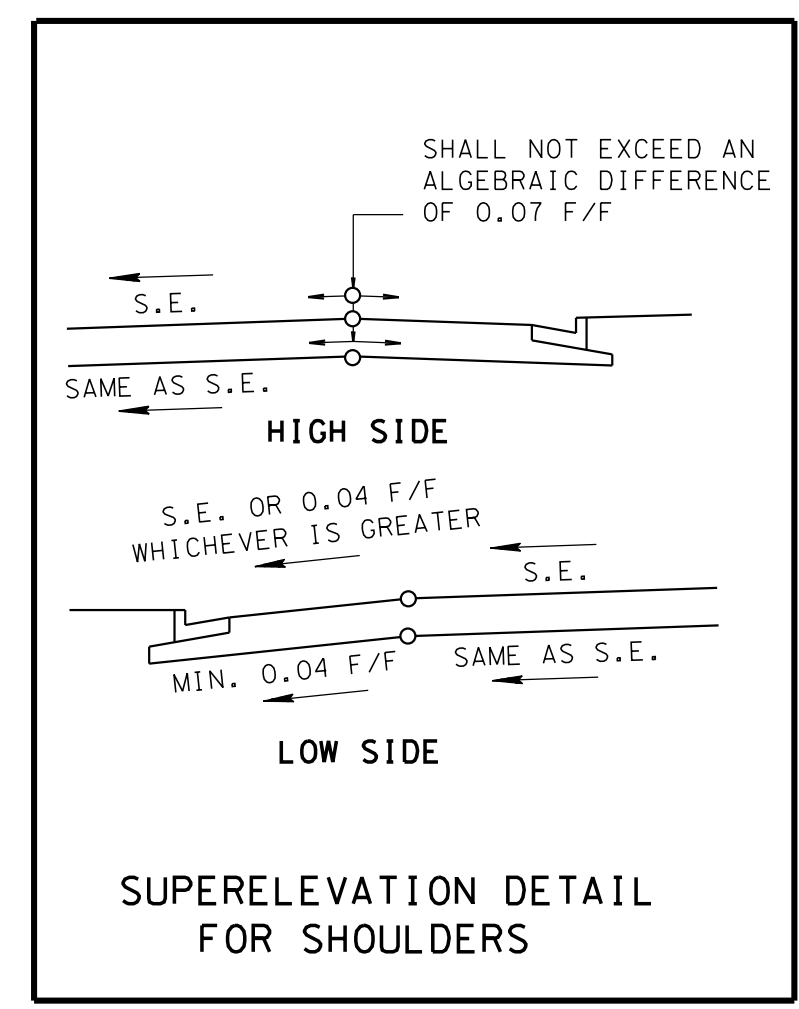 SHALL NOT EXCEED AN
ALGEBRAIC DIFFERENCE
OF 0.07 F/F
S.E.
SAME AS S.E.
HIGH SIDE
S.E. OR 0.04 F/F
WHICHEVER IS GREATER
S.E.
MIN. 0.04 F/F
SAME AS S.E.
LOW SIDE
SUPERELEVATION DETAIL
FOR SHOULDERS